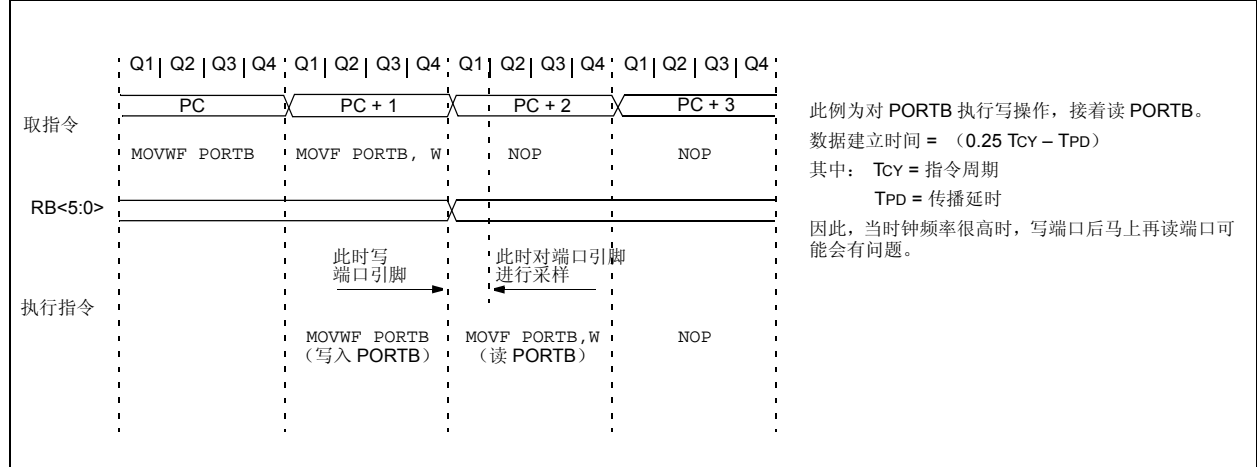 Q1 | Q2 | Q3 | Q4 Q1 | Q2 | Q3 | Q4 Q1 | Q2 | Q3 | Q4 Q1 | Q2 | Q3 | Q4
取指令
PC PC + 1 PC + 2 PC + 3
MOVWF PORTB MOVF PORTB, W NOP NOP
RB<5:0>
此时写
端口引脚
此时对端口引脚
进行采样
执行指令
MOVWF PORTB
（写入 PORTB）
MOVF PORTB,W
（读 PORTB）
NOP
此例为对 PORTB 执行写操作，接着读 PORTB。
数据建立时间 = （0.25 TCY – TPD）
其中： TCY = 指令周期
TPD = 传播延时
因此，当时钟频率很高时，写端口后马上再读端口可
能会有问题。